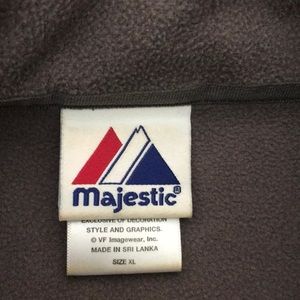 majestic
EXCLUSIVE OF DECORATION
STYLE AND GRAPHICS.
© VF Imagewear, Inc.
MADE IN SRI LANKA
SIZE XL